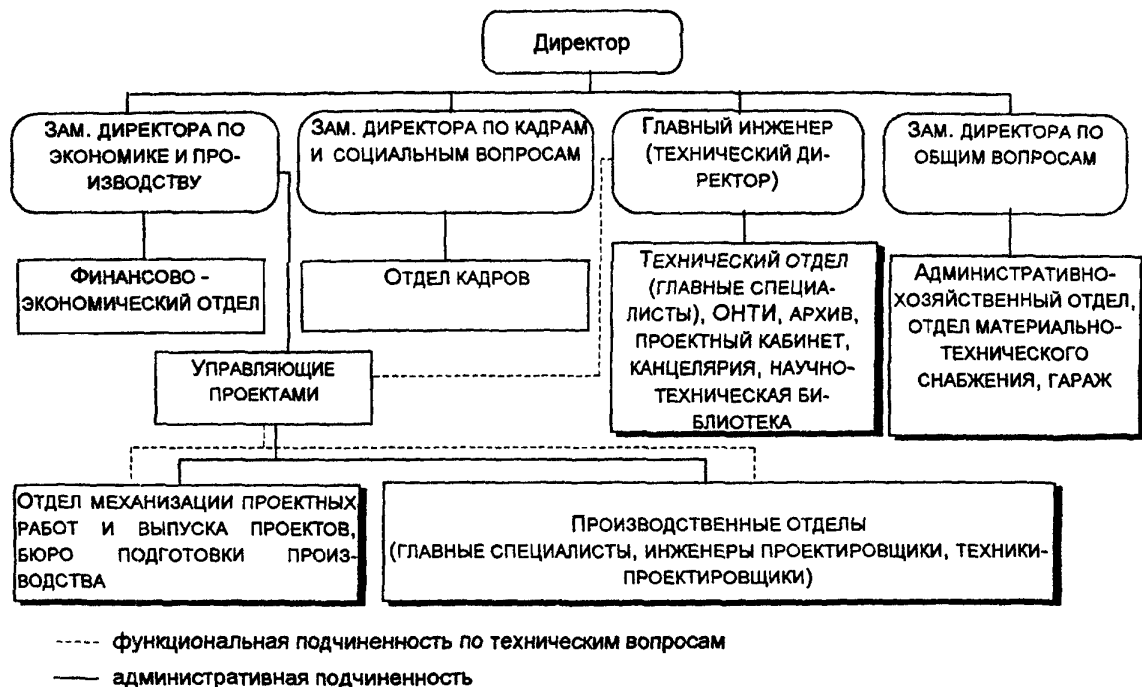 Директор
ЗАМ. ДИРЕКТОРА ПО
ЭКОНОМИКЕ И ПРО-
ИЗВОДСТВУ
ЗАМ. ДИРЕКТОРА ПО КАДРАМ
И СОЦИАЛЬНЫМ ВОПРОСАМ
ГЛАВНЫЙ ИНЖЕНЕР
(ТЕХНИЧЕСКИЙ ДИ-
РЕКТОР)
ЗАМ. ДИРЕКТОРА ПО
ОБЩИМ ВОПРОСАМ
ФИНАНСОВО -
ЭКОНОМИЧЕСКИЙ ОТДЕЛ
ОТДЕЛ КАДРОВ
ТЕХНИЧЕСКИЙ ОТДЕЛ
(ГЛАВНЫЕ СПЕЦИА-
ЛИСТЫ), ОНТИ, АРХИВ,
ПРОЕКТНЫЙ КАБИНЕТ,
КАНЦЕЛЯРИЯ, НАУЧНО-
ТЕХНИЧЕСКАЯ БИ-
БЛИОТЕКА
АДМИНИСТРАТИВНО-
ХОЗЯЙСТВЕННЫЙ ОТДЕЛ,
ОТДЕЛ МАТЕРИАЛЬНО-
ТЕХНИЧЕСКОГО
СНАБЖЕНИЯ, ГАРАЖ
УПРАВЛЯЮЩИЕ
ПРОЕКТАМИ
ОТДЕЛ МЕХАНИЗАЦИИ ПРОЕКТНЫХ
РАБОТ И ВЫПУСКА ПРОЕКТОВ,
БЮРО ПОДГОТОВКИ ПРОИЗ-
ВОДСТВА
ПРОИЗВОДСТВЕННЫЕ ОТДЕЛЫ
(ГЛАВНЫЕ СПЕЦИАЛИСТЫ, ИНЖЕНЕРЫ ПРОЕКТИРОВЩИКИ, ТЕХНИКИ-
ПРОЕКТИРОВЩИКИ)
функциональная подчиненность по техническим вопросам
административная подчиненность